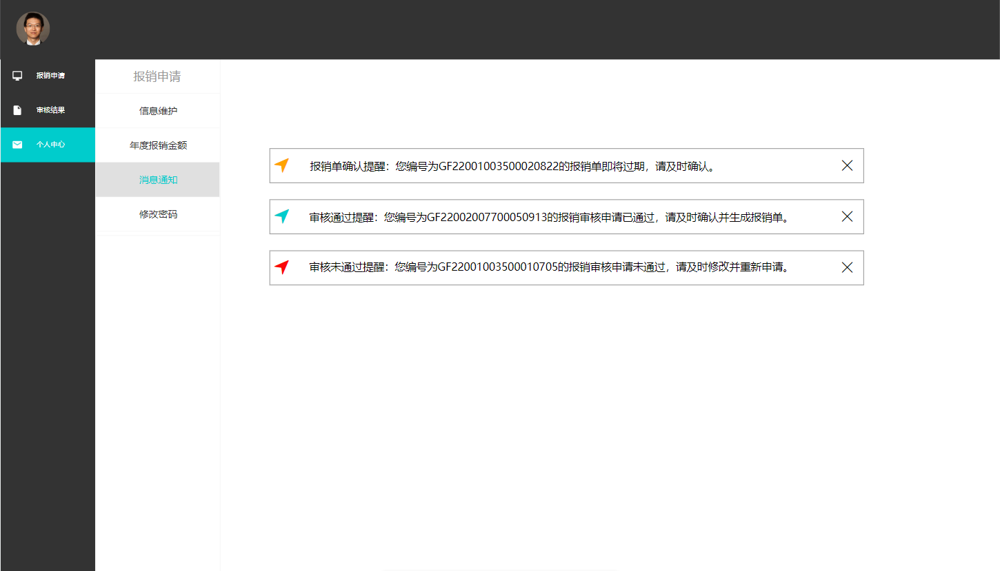 报销申请
审核结果
个人中心
报销申请
信息维护
年度报销金额
消息通知
修改密码
报销单确认提醒：您编号为GF22001003500020822的报销单即将过期，请及时确认。
审核通过提醒：您编号为GF22002007700050913的报销审核申请已通过，请及时确认并生成报销单。
审核未通过提醒：您编号为GF22001003500010705的报销审核申请未通过，请及时修改并重新申请。